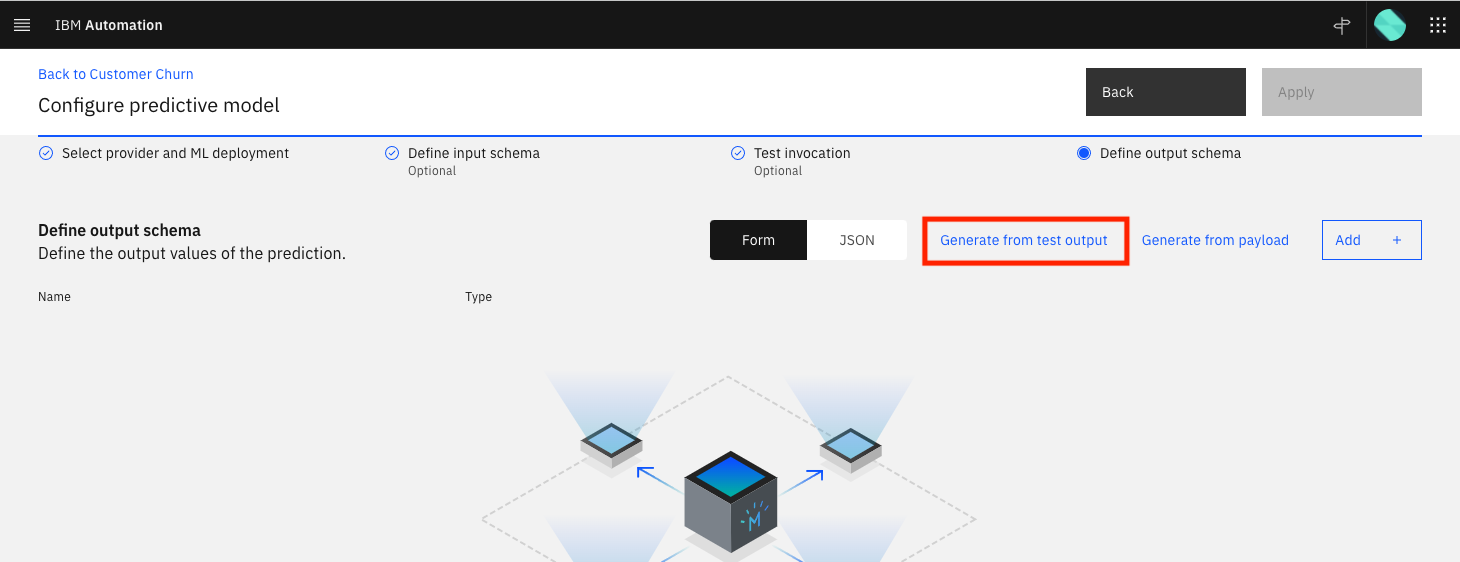 IBM Automation
Back to Customer Churn
Configure predictive model
Back
Apply
Select provider and ML deployment
Define input schema
Optional
Test invocation
Optional
Define output schema
Define output schema
Define the output values of the prediction.
Form
JSON
Generate from test output
Generate from payload
Add +
Name
Type
M